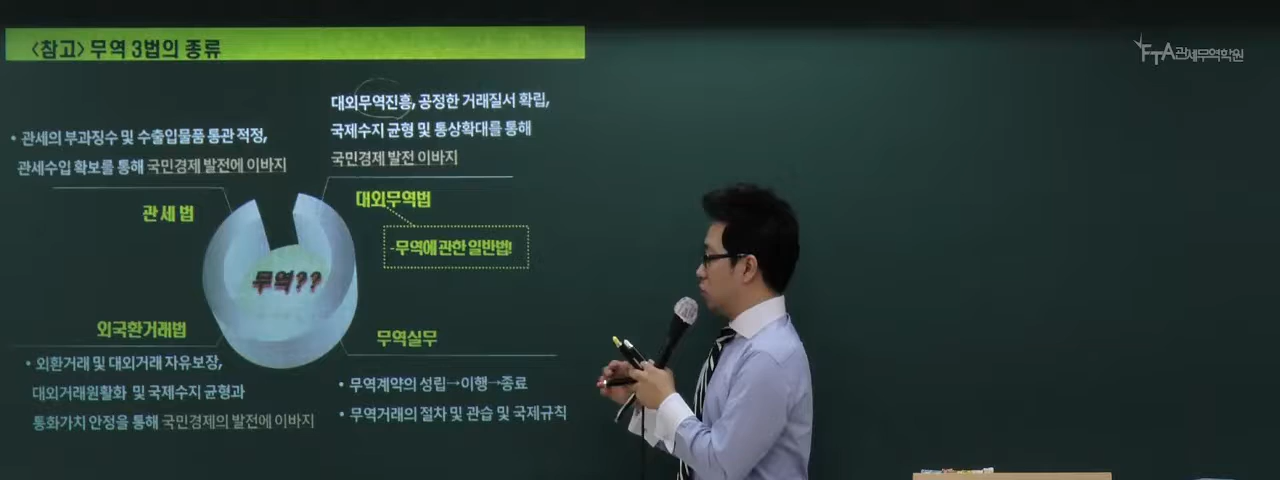 〈참고〉 무역 3법의 종류
FTA관세무역학원
• 관세의 부과징수 및 수출입물품 통관 적정,
관세수입 확보를 통해 국민경제 발전에 이바지
대외무역진흥, 공정한 거래질서 확립,
국제수지 균형 및 통상확대를 통해
국민경제 발전 이바지
관세법
대외무역법
-무역에 관한 일반법!
무역??
외국환거래법
• 외환거래 및 대외거래 자유보장,
대외거래원활화 및 국제수지 균형과
통화가치 안정을 통해 국민경제의 발전에 이바지
무역실무
• 무역계약의 성립→이행→종료
• 무역거래의 절차 및 관습 및 국제규칙